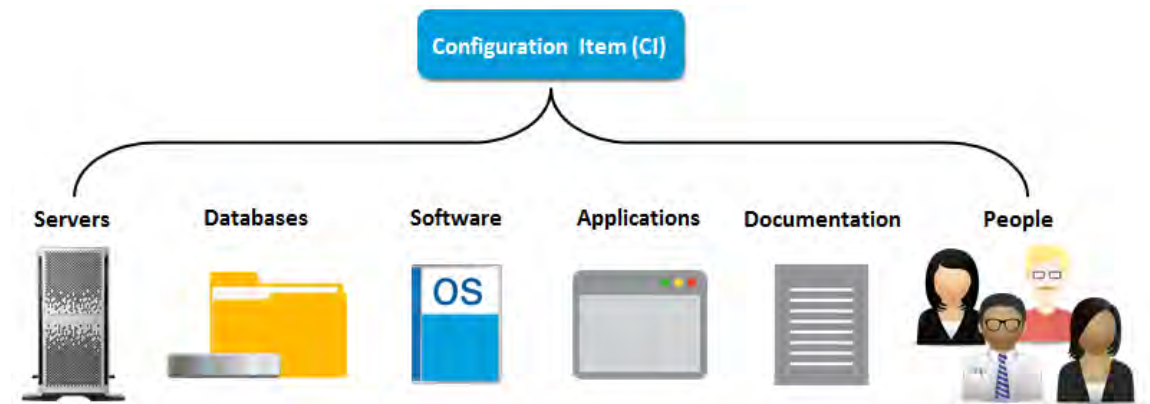 Configuration Item (CI)
Servers
Databases
Software
Applications
Documentation
People
OS